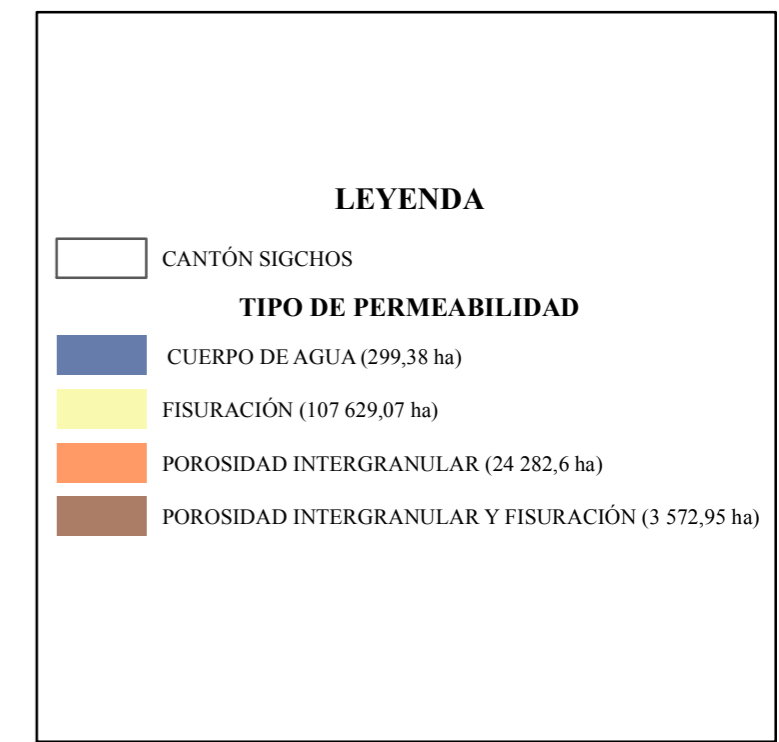 LEYENDA
CANTÓN SIGCHOS
TIPO DE PERMEABILIDAD
CUERPO DE AGUA (299,38 ha)
FISURACIÓN (107 629,07 ha)
POROSIDAD INTERGRANULAR (24 282,6 ha)
POROSIDAD INTERGRANULAR Y FISURACIÓN (3 572,95 ha)